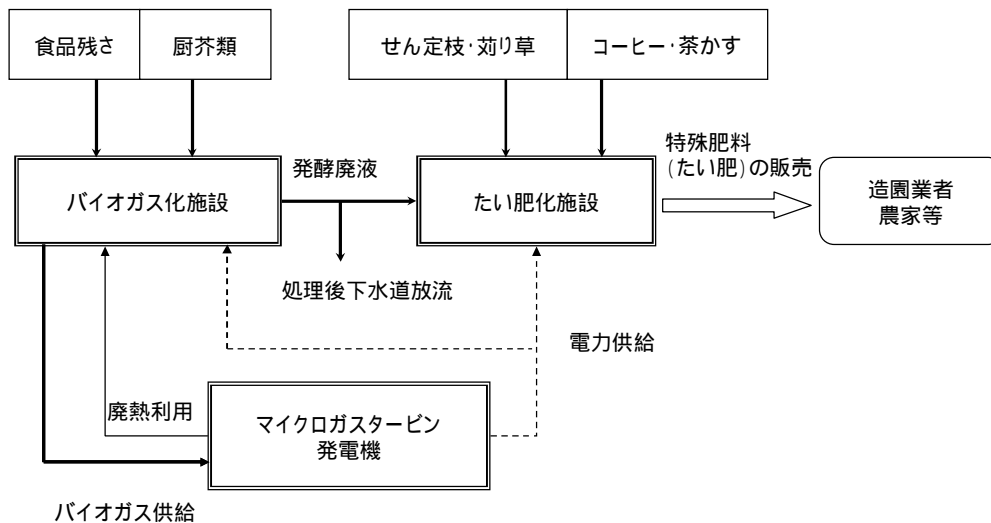 食品残さ
厨芥類
せん定枝・刈り草
コーヒー・茶かす
特殊肥料
(たい肥)の販売
発酵廃液
バイオガス化施設
たい肥化施設
造園業者
農家等
処理後下水道放流
電力供給
廃熱利用
マイクロガスタービン
発電機
バイオガス供給